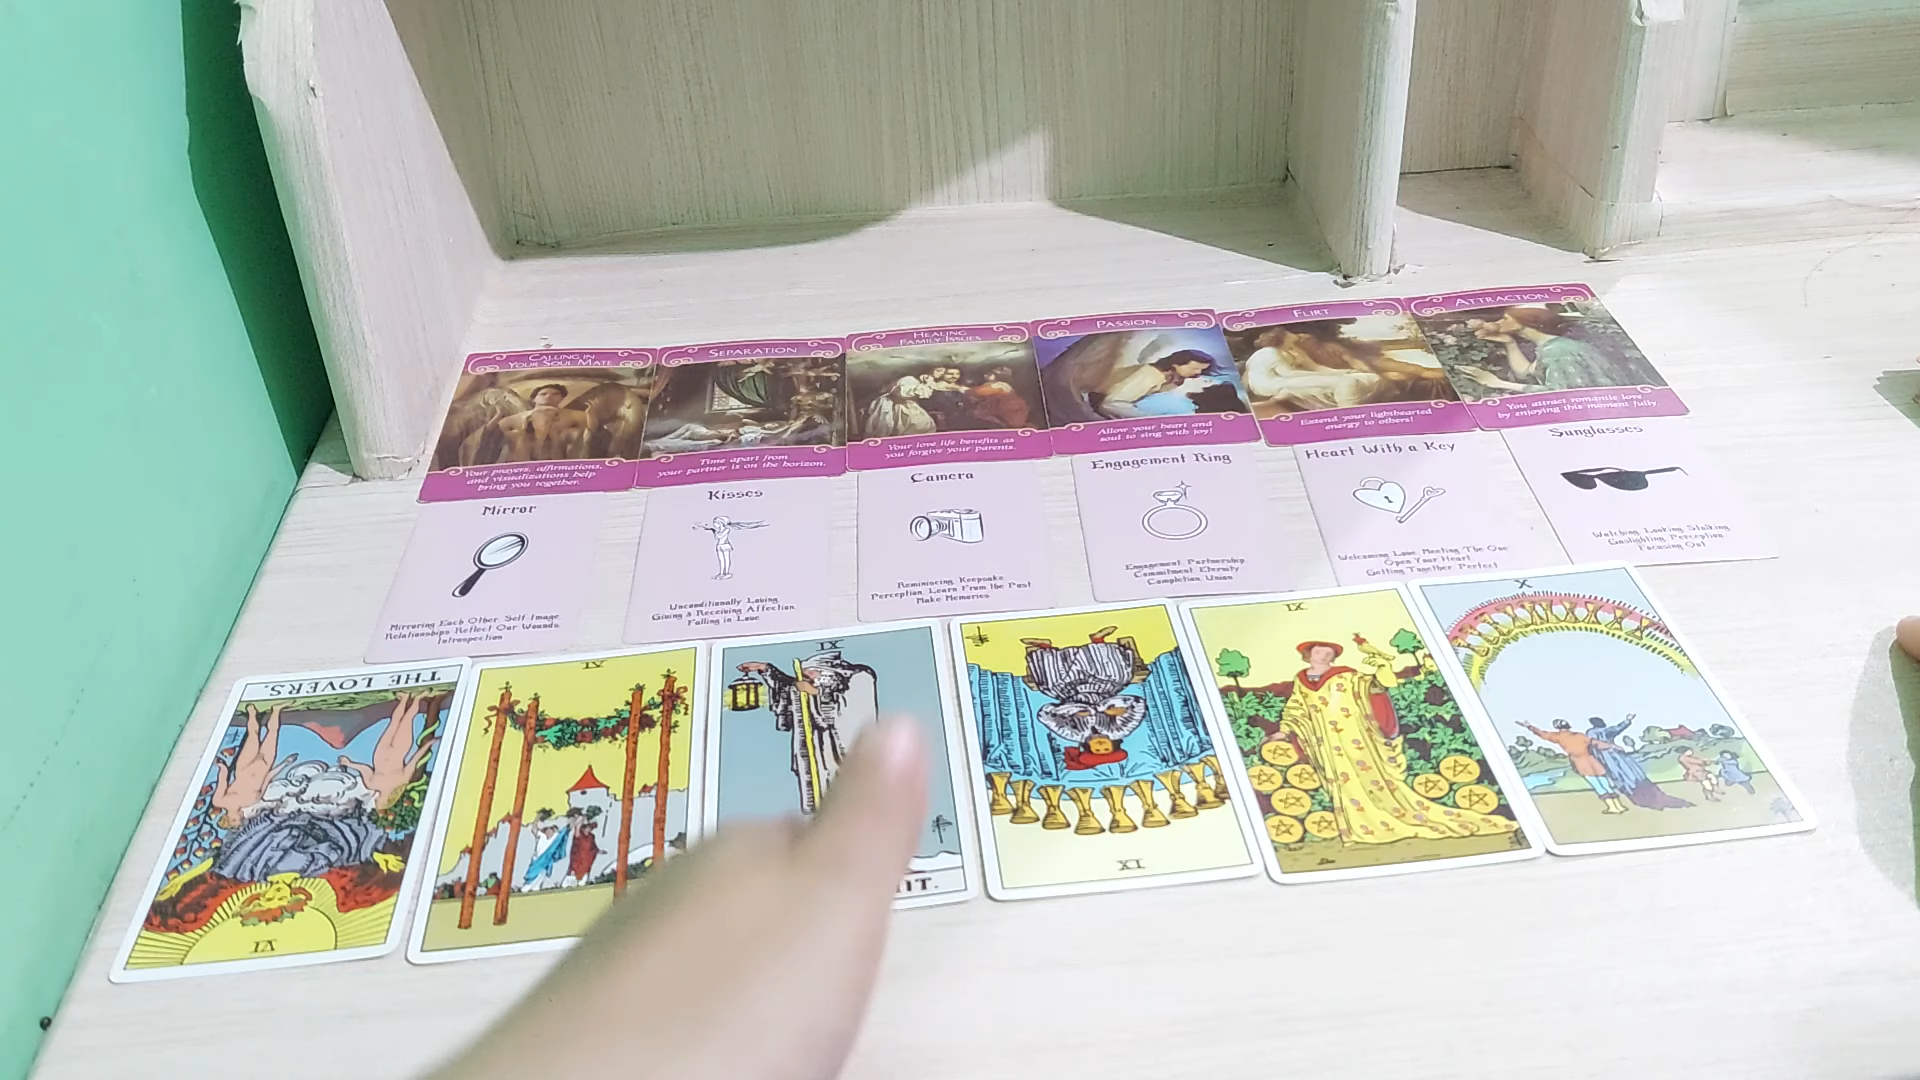 CALLING IN
YOUR SOUL MATE
Your prayers, affirmations,
and visualizations help
bring you together.
SEPARATION
Time apart from
your partner is on the horizon.
HEALING
FAMILY ISSUES
Your love life benefits as
you forgive your parents.
PASSION
Allow your heart and
soul to sing with joy!
FLIRT
Extend your lighthearted
energy to others!
ATTRACTION
You attract romantic love
by enjoying this moment fully.
Mirror
Mirroring Each Other, Self Image
Relationships Reflect Our Wounds
Introspection
Kisses
Unconditionally Loving
Giving & Receiving Affection
Falling in Love
Camera
Reminiscing, Keepsake
Perception, Learn From the Past
Make Memories
Engagement Ring
Engagement, Partnership
Commitment, Eternity
Completion, Union
Heart With a Key
Welcoming Love, Meeting The One
Open Your Heart
Getting Together, Perfect
Sunglasses
Watching, Looking, Stalking
Gaslighting, Perception
Focusing Out
THE LOVERS.
VI
IV
IX
IT.
IX
IX
X